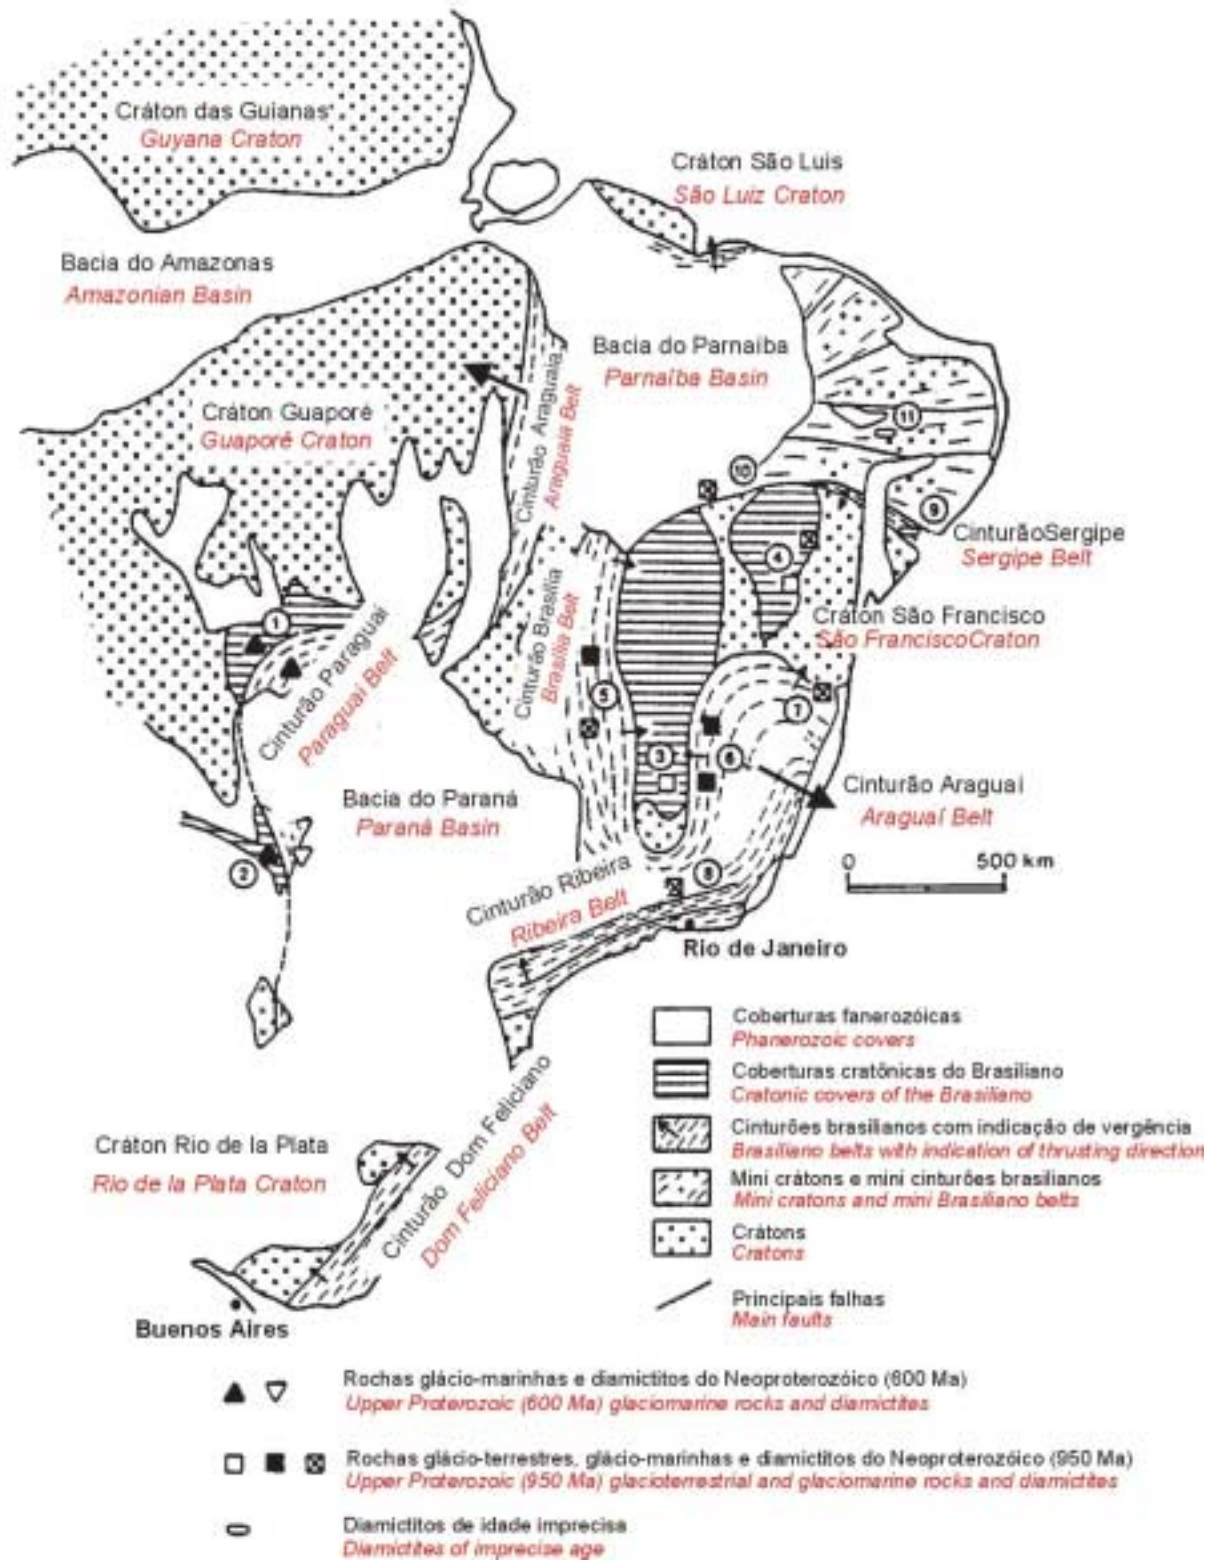 Cráton das Guianas
Guyana Craton
Cráton São Luis
São Luiz Craton
Bacia do Amazonas
Amazonian Basin
Bacia do Parnaíba
Parnaíba Basin
Cinturão Araguaia
Araguaia Belt
Cráton Guaporé
Guaporé Craton
11
10
9
CinturãoSergipe
Sergipe Belt
4
Cinturão Brasília
Brasília Belt
Cráton São Francisco
São FranciscoCraton
1
Cinturão Paraguai
Paraguai Belt
5
7
3
6
Bacia do Paraná
Paraná Basin
Cinturão Araguaí
Araguaí Belt
2
8
0 500 km
Cinturão Ribeira
Ribeira Belt
Rio de Janeiro
Coberturas fanerozóicas
Phanerozoic covers
Coberturas cratônicas do Brasiliano
Cratonic covers of the Brasiliano
Cinturões brasilianos com indicação de vergência
Brasiliano belts with indication of thrusting direction
Mini crátons e mini cinturões brasilianos
Mini cratons and mini Brasiliano belts
Crátons
Cratons
Principais falhas
Main faults
Cráton Rio de la Plata
Rio de la Plata Craton
Cinturão Dom Feliciano
Dom Feliciano Belt
Buenos Aires
Rochas glácio-marinhas e diamictitos do Neoproterozóico (600 Ma)
Upper Proterozoic (600 Ma) glaciomarine rocks and diamictites
Rochas glácio-terrestres, glácio-marinhas e diamictitos do Neoproterozóico (950 Ma)
Upper Proterozoic (950 Ma) glacioterrestrial and glaciomarine rocks and diamictites
Diamictitos de idade imprecisa
Diamictites of imprecise age